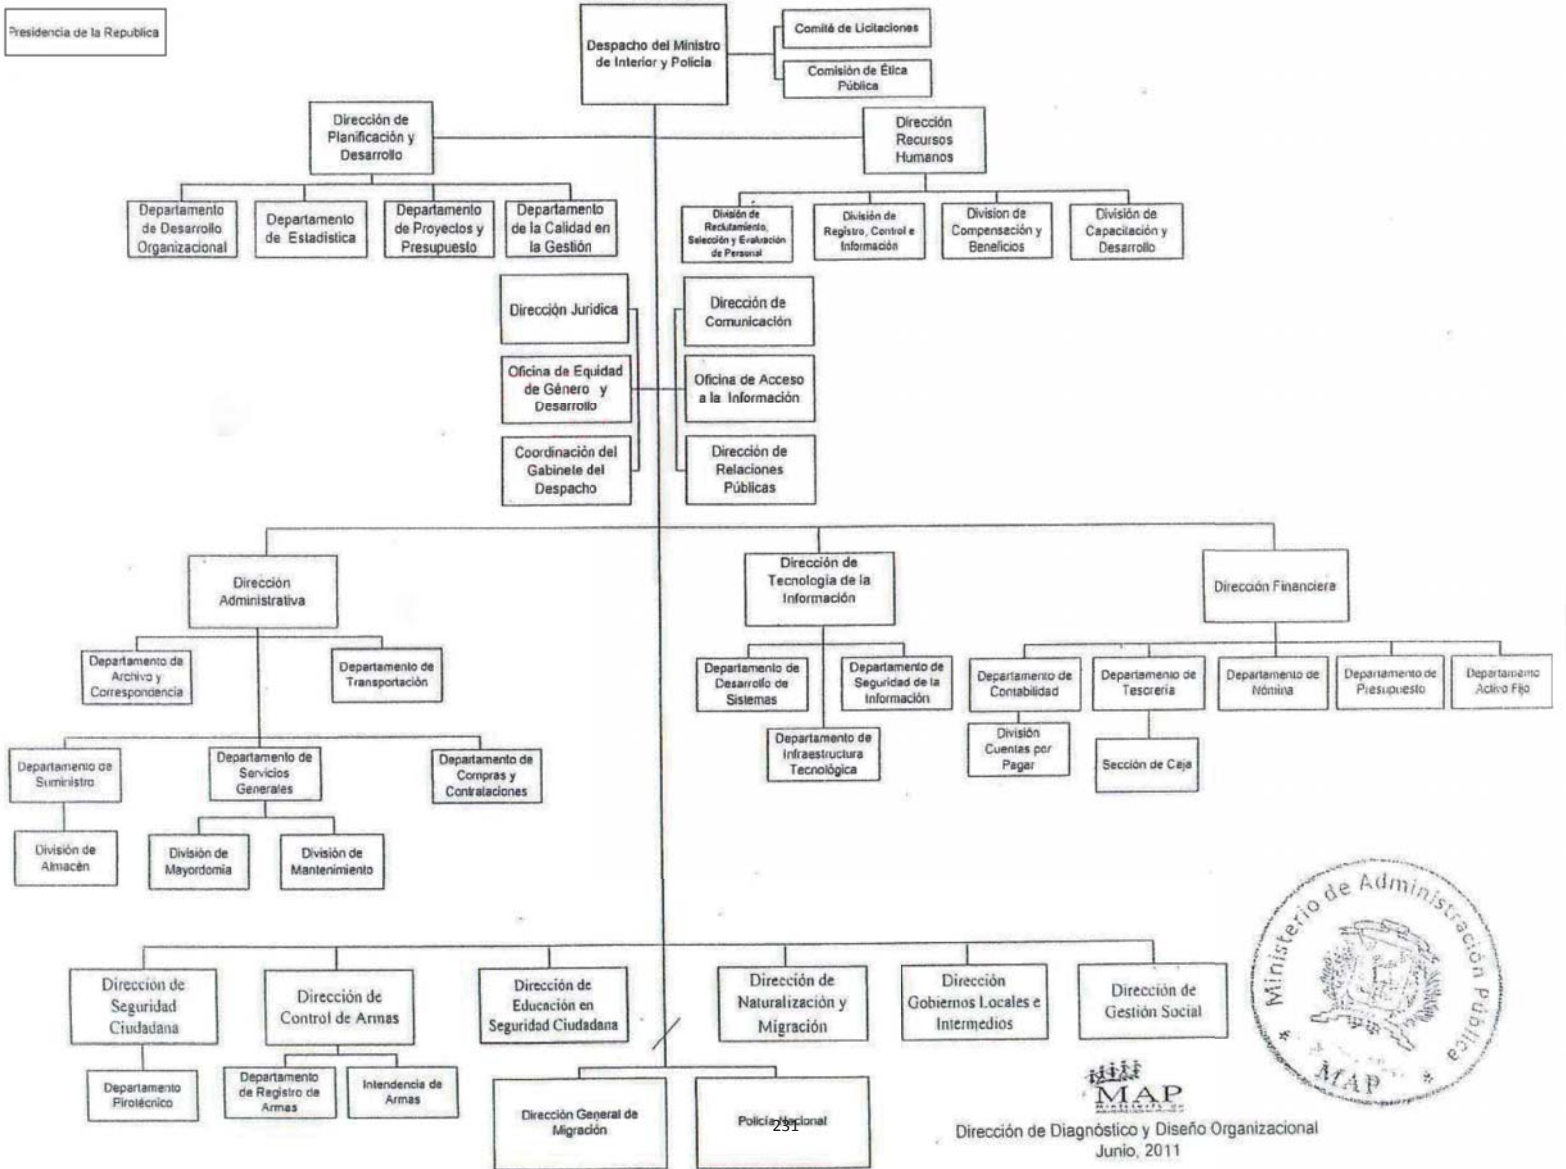 Presidencia de la Republica
Despacho del Ministro
de Interior y Policía
Comité de Licitaciones
Comisión de Ética
Pública
Dirección de
Planificación y
Desarrollo
Dirección
Recursos
Humanos
Departamento
de Desarrollo
Organizacional
Departamento
de Estadística
Departamento
de Proyectos y
Presupuesto
Departamento
de la Calidad en
la Gestión
División de
Reclutamiento,
Selección y Evaluación
de Personal
División de
Registro, Control e
Información
Division de
Compensación y
Beneficios
División de
Capacitación y
Desarrollo
Dirección Juridica
Dirección de
Comunicación
Oficina de Equidad
de Género y
Desarrollo
Oficina de Acceso
a la Información
Coordinación del
Gabinete del
Despacho
Dirección de
Relaciones
Públicas
Dirección
Administrativa
Dirección de
Tecnología de la
Información
Dirección Financiera
Departamento de
Archivo y
Correspondencia
Departamento de
Transportación
Departamento de
Desarrollo de
Sistemas
Departamento de
Seguridad de la
Información
Departamento de
Contabilidad
Departamento de
Tesorería
Departamento de
Nómina
Departamento de
Presupuesto
Departamento
Activo Fijo
Departamento de
Infraestructura
Tecnológica
División
Cuentas por
Pagar
Sección de Caja
Departamento de
Suministro
Departamento de
Servicios
Generales
Departamento de
Compras y
Contrataciones
División de
Almacén
División de
Mayordomía
División de
Mantenimiento
Dirección de
Seguridad
Ciudadana
Dirección de
Control de Armas
Dirección de
Educación en
Seguridad Ciudadana
Dirección de
Naturalización y
Migración
Dirección
Gobiernos Locales e
Intermedios
Dirección de
Gestión Social
Departamento
Pirotécnico
Departamento
de Registro de
Armas
Intendencia de
Armas
Dirección General de
Migración
Policía Nacional
231
Ministerio de Administración Pública
MAP
MAP
Dirección de Diagnóstico y Diseño Organizacional
Junio, 2011